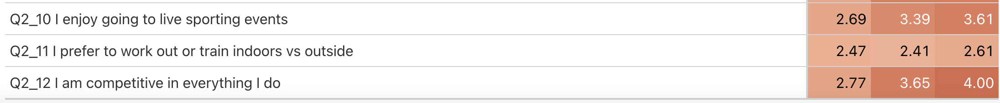 Q2_10 I enjoy going to live sporting events 2.69 3.39 3.61
Q2_11 I prefer to work out or train indoors vs outside 2.47 2.41 2.61
Q2_12 I am competitive in everything I do 2.77 3.65 4.00